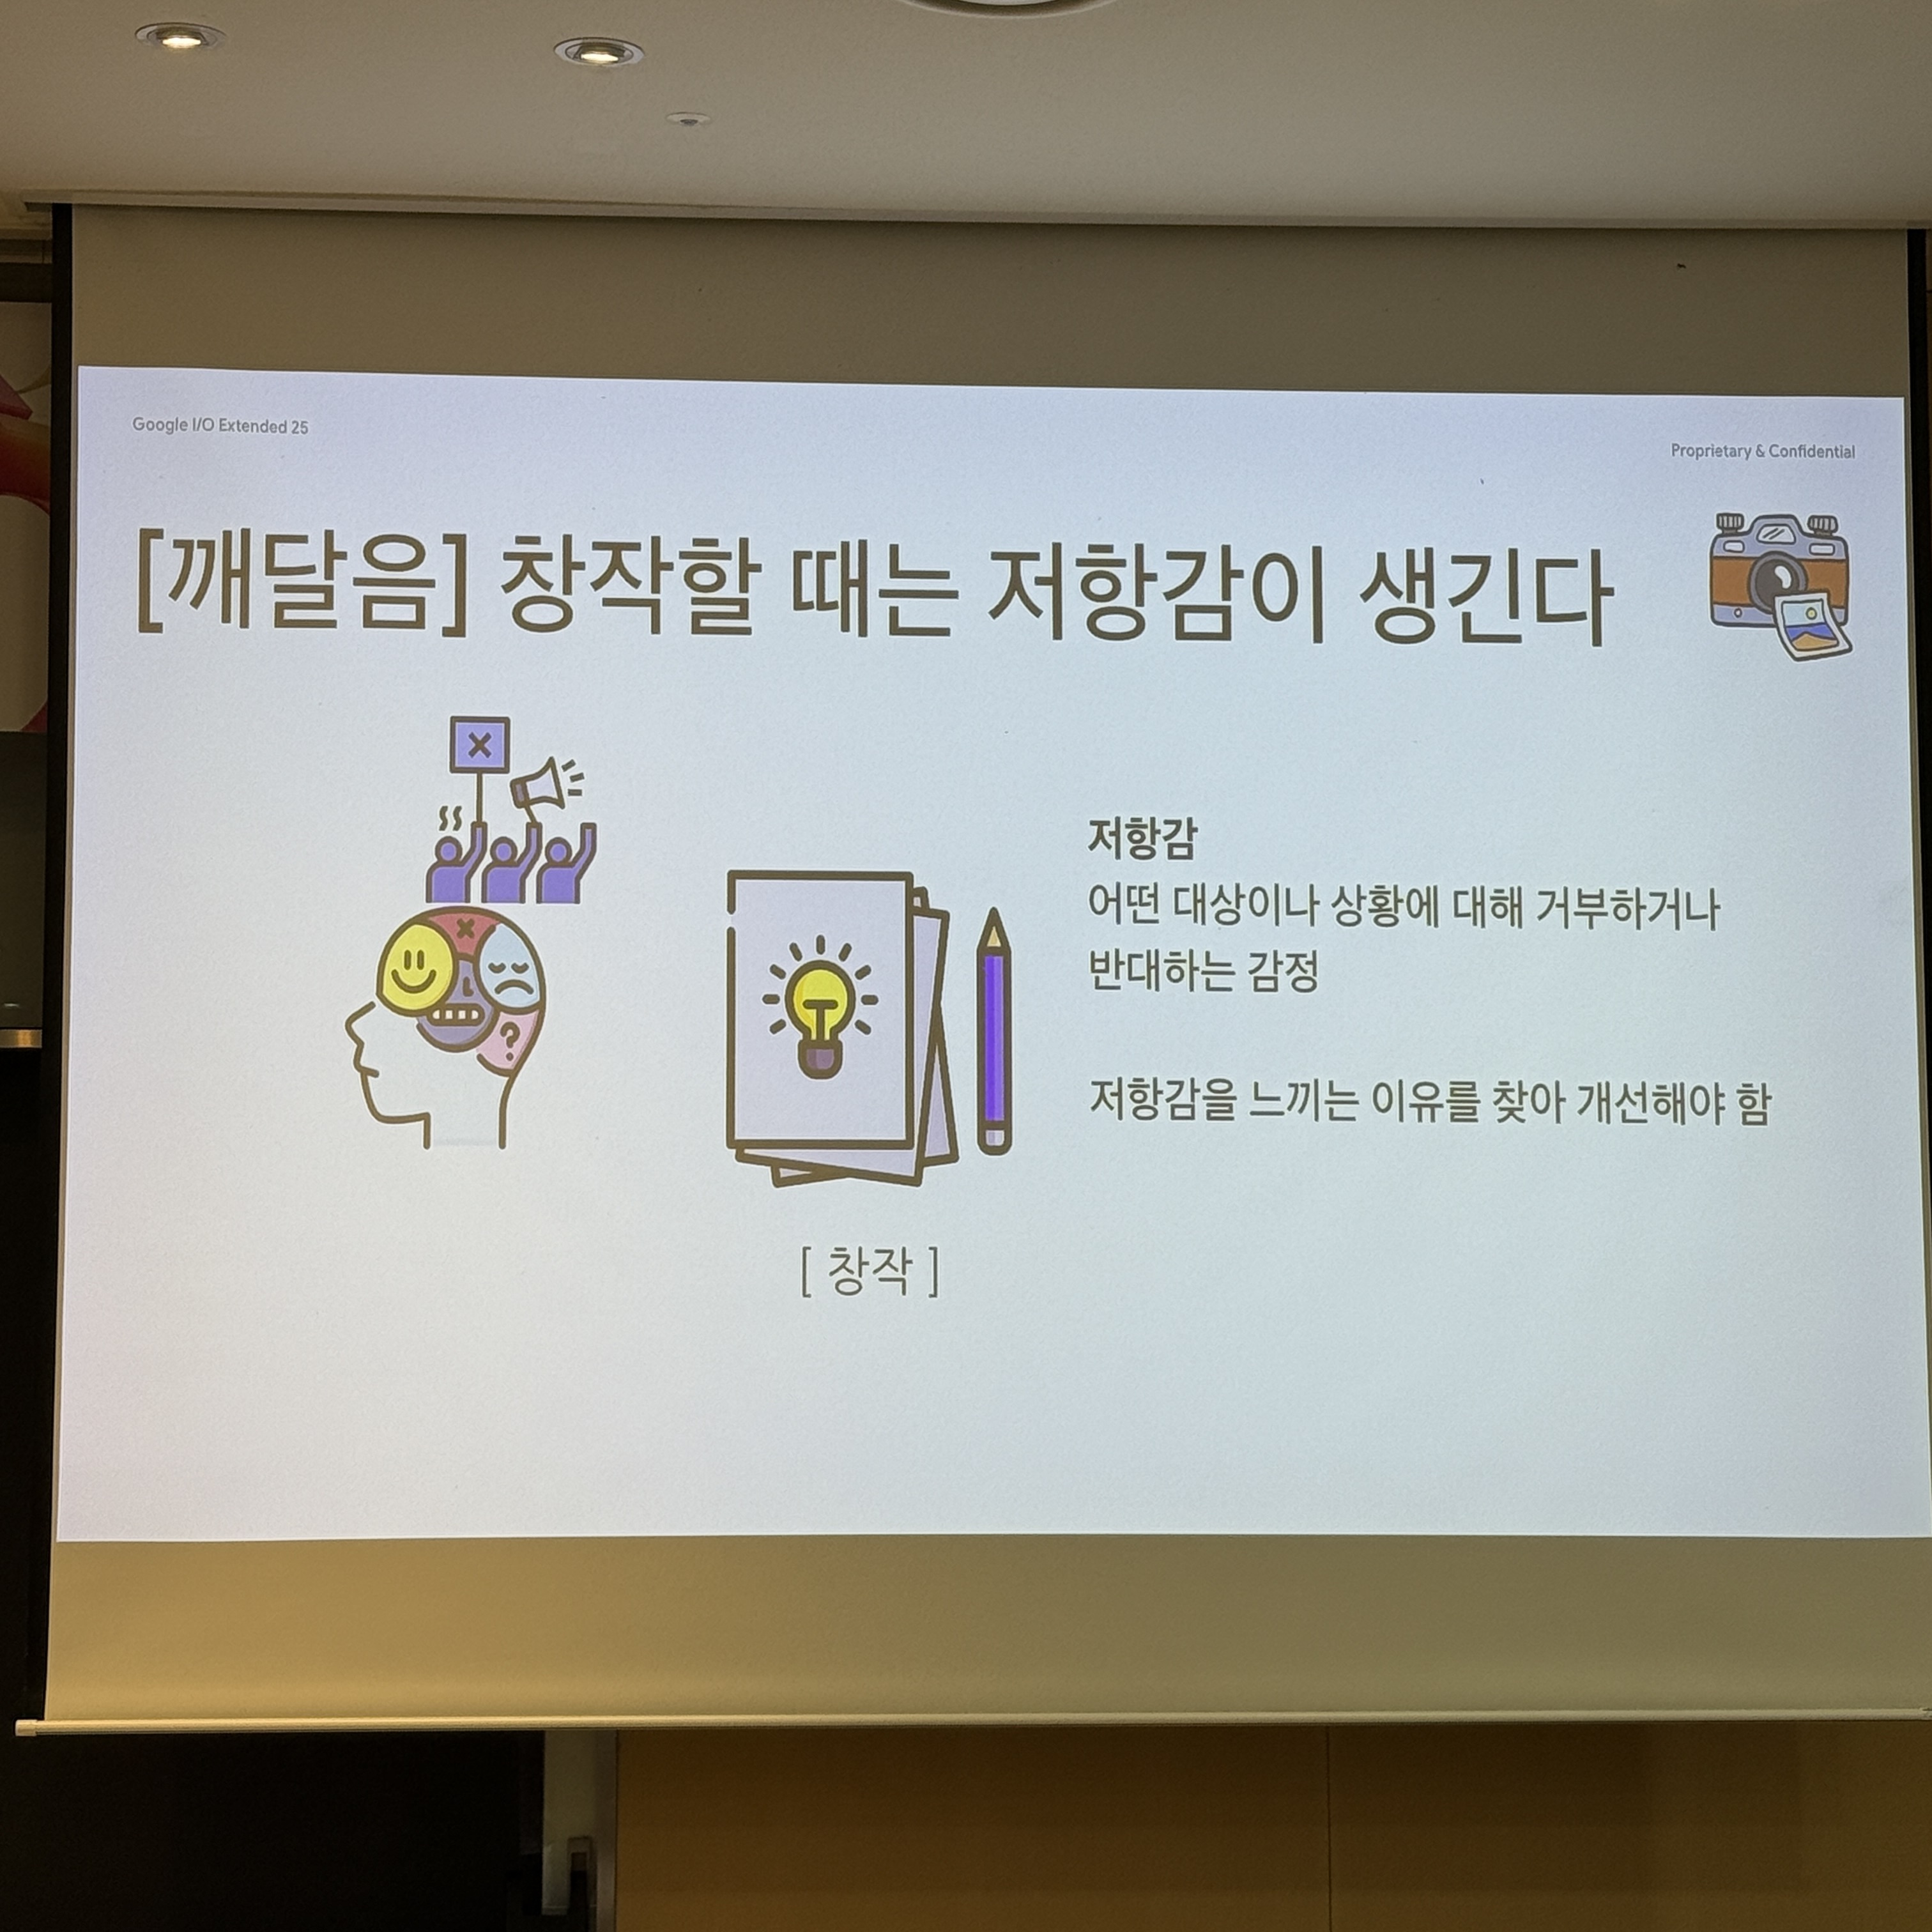 Google I/O Extended 25
Proprietary & Confidential
[깨달음] 창작할 때는 저항감이 생긴다
저항감
어떤 대상이나 상황에 대해 거부하거나
반대하는 감정
저항감을 느끼는 이유를 찾아 개선해야 함
[ 창작 ]